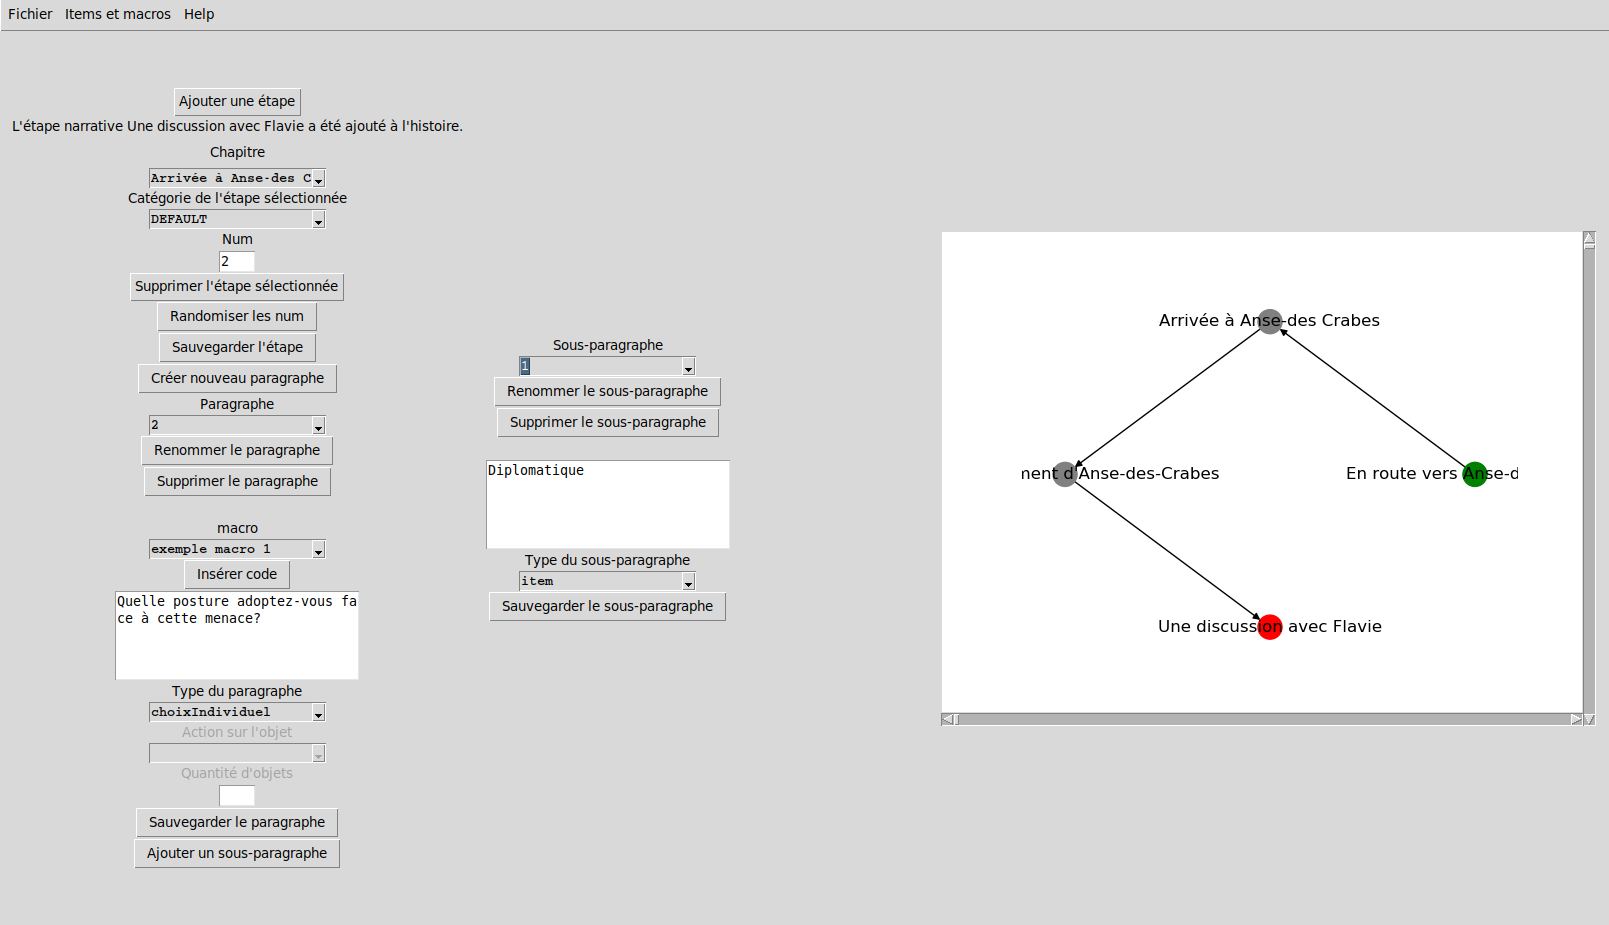 Fichier Items et macros Help
Ajouter une étape
L'étape narrative Une discussion avec Flavie a été ajouté à l'histoire.
Chapitre
Arrivée à Anse-des C
Catégorie de l'étape sélectionnée
DEFAULT
Num
2
Supprimer l'étape sélectionnée
Randomiser les num
Sauvegarder l'étape
Créer nouveau paragraphe
Paragraphe
2
Renommer le paragraphe
Supprimer le paragraphe
macro
exemple macro 1
Insérer code
Quelle posture adoptez-vous fa
ce à cette menace?
Type du paragraphe
choixIndividuel
Action sur l'objet
Quantité d'objets
Sauvegarder le paragraphe
Ajouter un sous-paragraphe
Sous-paragraphe
1
Renommer le sous-paragraphe
Supprimer le sous-paragraphe
Diplomatique
Type du sous-paragraphe
item
Sauvegarder le sous-paragraphe
Arrivée à Anse-des Crabes
nent d'Anse-des-Crabes
En route vers Anse-d
Une discussion avec Flavie